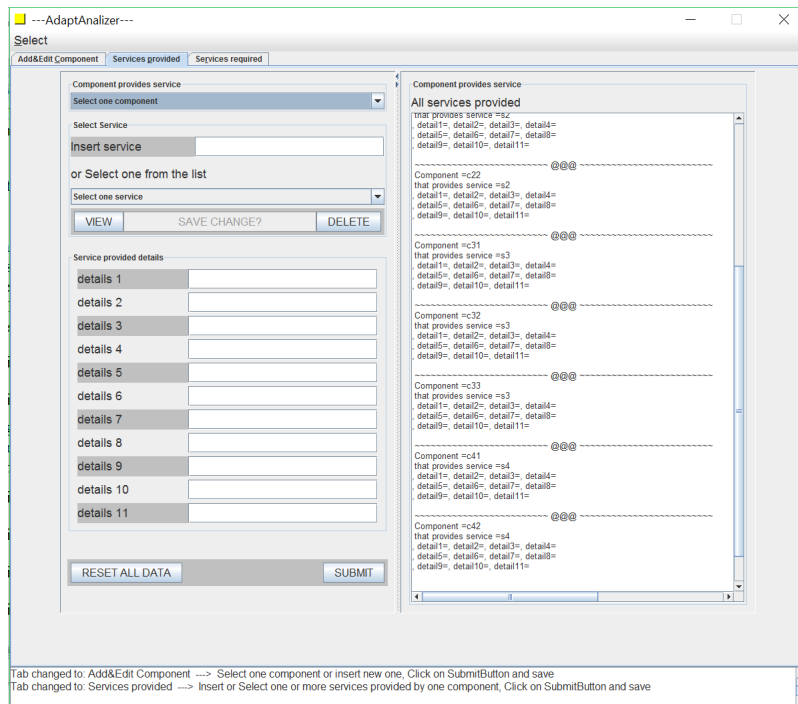 ---AdaptAnalizer---
Select
Add&Edit Component Services provided Services required
Component provides service
Select one component
Select Service
Insert service
or Select one from the list
Select one service
VIEW SAVE CHANGE? DELETE
Service provided details
details 1
details 2
details 3
details 4
details 5
details 6
details 7
details 8
details 9
details 10
details 11
RESET ALL DATA SUBMIT
Component provides service
All services provided
that provides service =s2
, detail1=, detail2=, detail3=, detail4=
, detail5=, detail6=, detail7=, detail8=
, detail9=, detail10=, detail11=
~~~~~~~~~~~~~~~~~~~~~~ @@@ ~~~~~~~~~~~~~~~~~~~~~~
Component =c22
that provides service =s2
, detail1=, detail2=, detail3=, detail4=
, detail5=, detail6=, detail7=, detail8=
, detail9=, detail10=, detail11=
~~~~~~~~~~~~~~~~~~~~~~ @@@ ~~~~~~~~~~~~~~~~~~~~~~
Component =c31
that provides service =s3
, detail1=, detail2=, detail3=, detail4=
, detail5=, detail6=, detail7=, detail8=
, detail9=, detail10=, detail11=
~~~~~~~~~~~~~~~~~~~~~~ @@@ ~~~~~~~~~~~~~~~~~~~~~~
Component =c32
that provides service =s3
, detail1=, detail2=, detail3=, detail4=
, detail5=, detail6=, detail7=, detail8=
, detail9=, detail10=, detail11=
~~~~~~~~~~~~~~~~~~~~~~ @@@ ~~~~~~~~~~~~~~~~~~~~~~
Component =c33
that provides service =s3
, detail1=, detail2=, detail3=, detail4=
, detail5=, detail6=, detail7=, detail8=
, detail9=, detail10=, detail11=
~~~~~~~~~~~~~~~~~~~~~~ @@@ ~~~~~~~~~~~~~~~~~~~~~~
Component =c41
that provides service =s4
, detail1=, detail2=, detail3=, detail4=
, detail5=, detail6=, detail7=, detail8=
, detail9=, detail10=, detail11=
~~~~~~~~~~~~~~~~~~~~~~ @@@ ~~~~~~~~~~~~~~~~~~~~~~
Component =c42
that provides service =s4
, detail1=, detail2=, detail3=, detail4=
, detail5=, detail6=, detail7=, detail8=
, detail9=, detail10=, detail11=
Tab changed to: Add&Edit Component ---> Select one component or insert new one, Click on SubmitButton and save
Tab changed to: Services provided ---> Insert or Select one or more services provided by one component, Click on SubmitButton and save